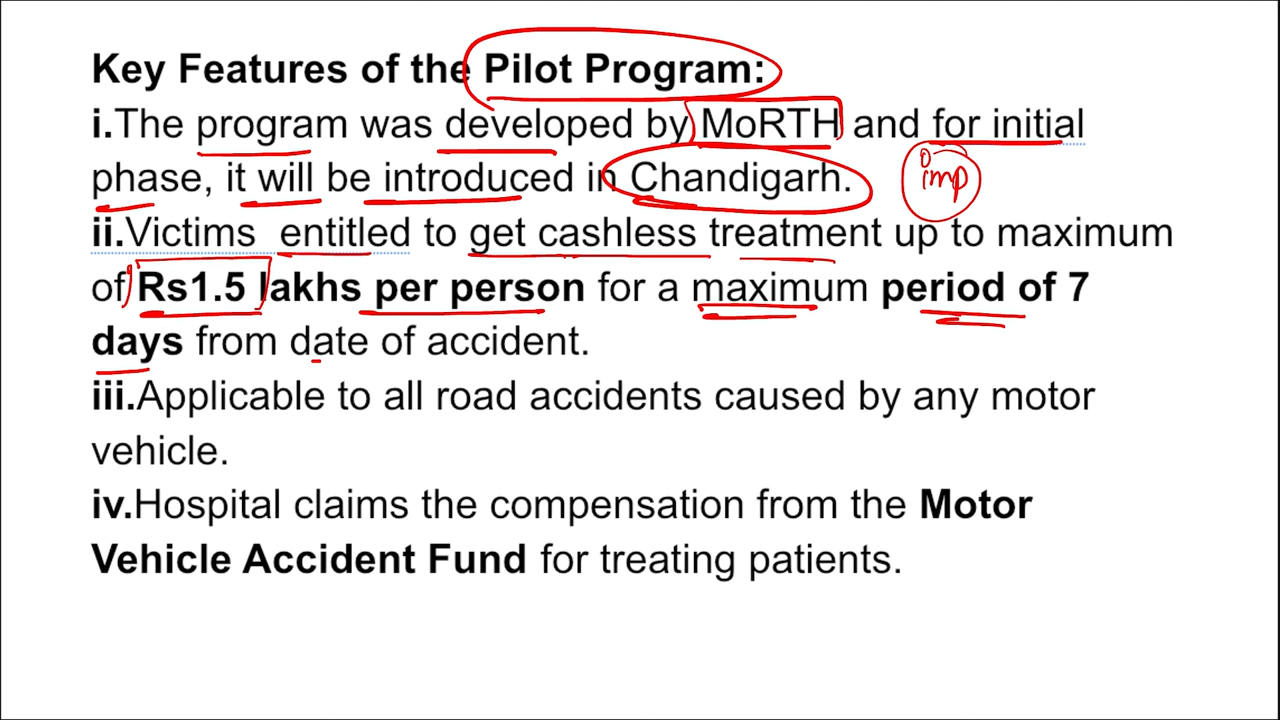 Key Features of the Pilot Program:
i.The program was developed by MoRTH and for initial
phase, it will be introduced in Chandigarh. imp
ii.Victims entitled to get cashless treatment up to maximum
of Rs1.5 lakhs per person for a maximum period of 7
days from date of accident.
iii.Applicable to all road accidents caused by any motor
vehicle.
iv.Hospital claims the compensation from the Motor
Vehicle Accident Fund for treating patients.